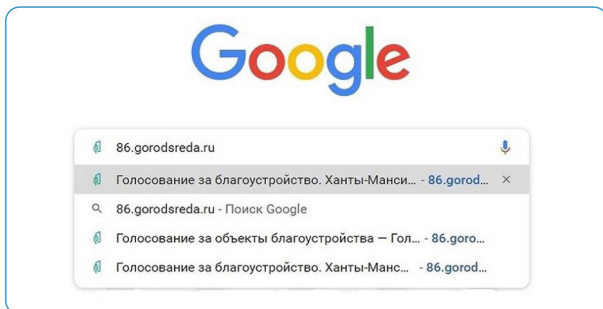 Google
86.gorodsreda.ru
Голосование за благоустройство. Ханты-Манси... - 86.gorod...
86.gorodsreda.ru - Поиск Google
Голосование за объекты благоустройства — Гол... - 86.goro...
Голосование за благоустройство. Ханты-Манс... - 86.gorod...